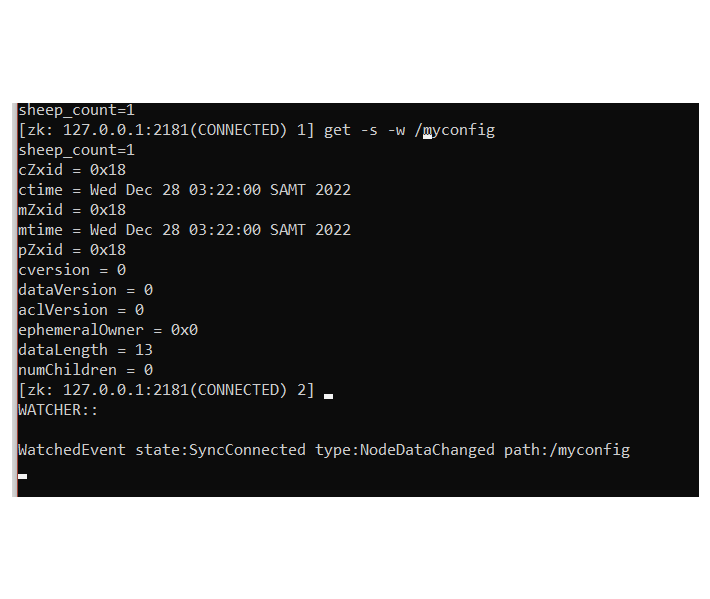 sheep_count=1
[zk: 127.0.0.1:2181(CONNECTED) 1] get -s -w /myconfig
sheep_count=1
cZxid = 0x18
ctime = Wed Dec 28 03:22:00 SAMT 2022
mZxid = 0x18
mtime = Wed Dec 28 03:22:00 SAMT 2022
pZxid = 0x18
cversion = 0
dataVersion = 0
aclVersion = 0
ephemeralOwner = 0x0
dataLength = 13
numChildren = 0
[zk: 127.0.0.1:2181(CONNECTED) 2]
WATCHER::
WatchedEvent state:SyncConnected type:NodeDataChanged path:/myconfig